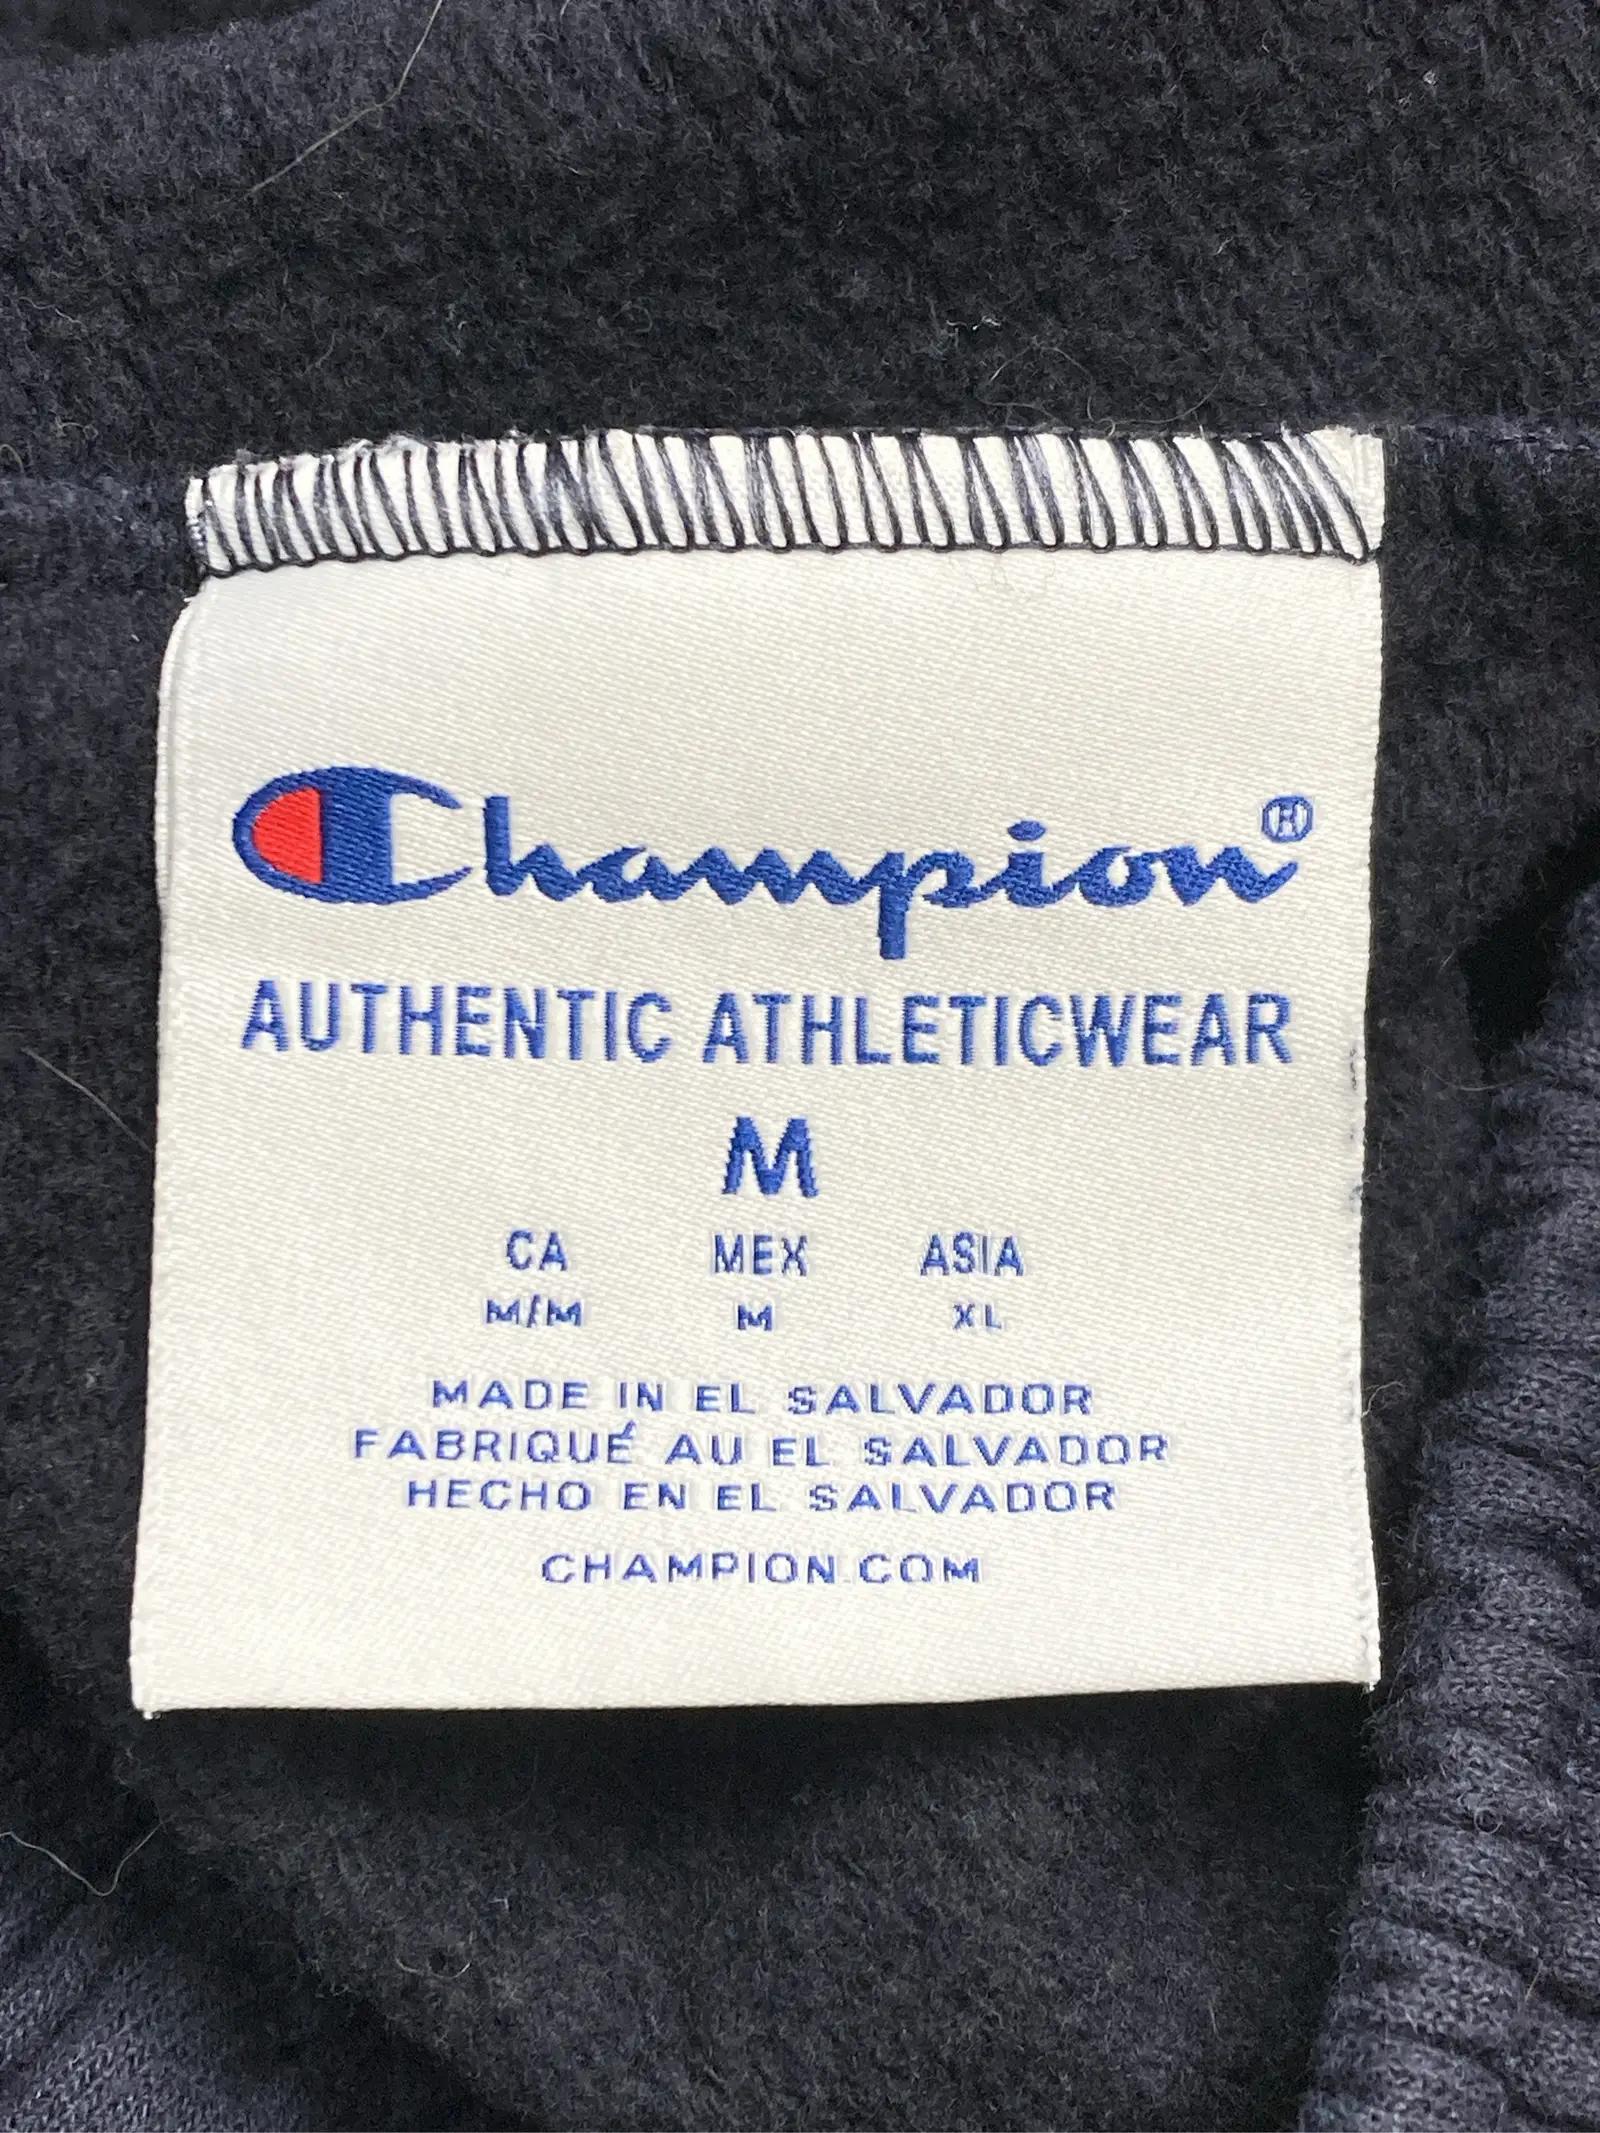 Champion®
AUTHENTIC ATHLETICWEAR
M
CA MEX ASIA
M/M M XL
MADE IN EL SALVADOR
FABRIQUÉ AU EL SALVADOR
HECHO EN EL SALVADOR
CHAMPION.COM